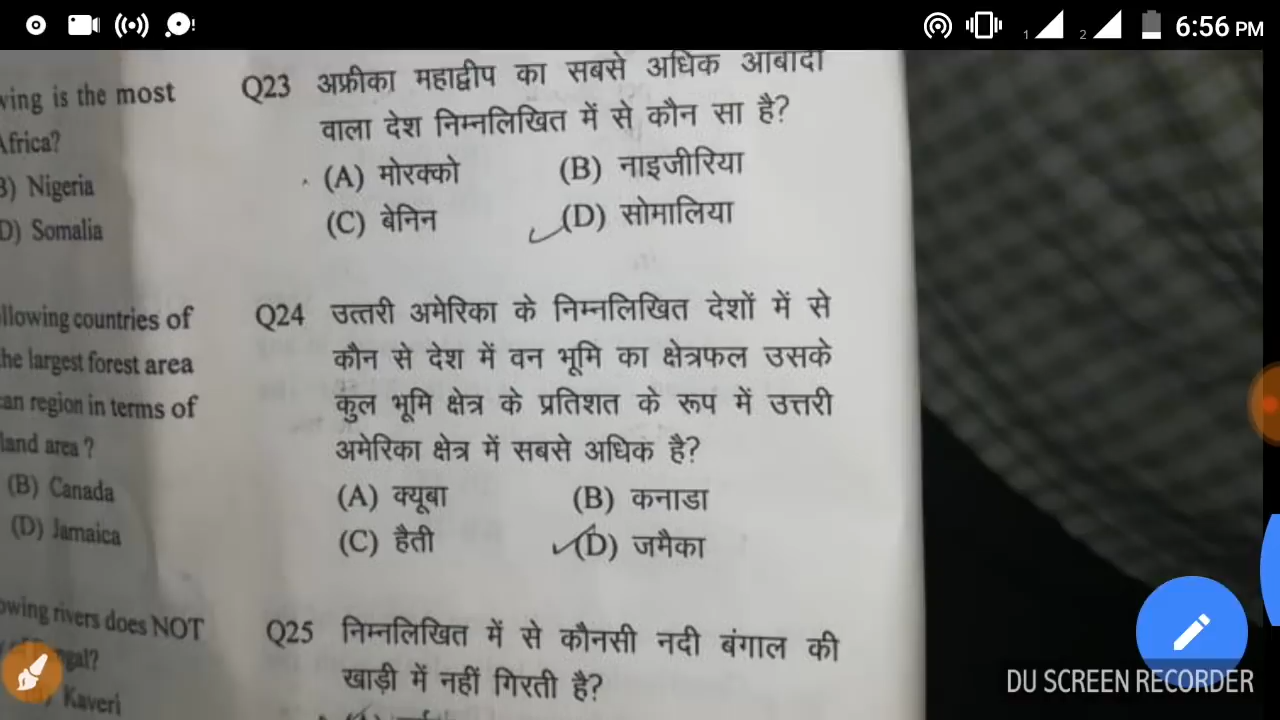 6:56 PM
1 2
wing is the most
Africa?
B) Nigeria
D) Somalia
Q23 अफ्रीका महाद्वीप का सबसे अधिक आबादी
वाला देश निम्नलिखित में से कौन सा है?
(A) मोरक्को (B) नाइजीरिया
(C) बेनिन (D) सोमालिया
llowing countries of
he largest forest area
can region in terms of
land area ?
(B) Canada
(D) Jamaica
Q24 उत्तरी अमेरिका के निम्नलिखित देशों में से
कौन से देश में वन भूमि का क्षेत्रफल उसके
कुल भूमि क्षेत्र के प्रतिशत के रूप में उत्तरी
अमेरिका क्षेत्र में सबसे अधिक है?
(A) क्यूबा (B) कनाडा
(C) हैती (D) जमैका
owing rivers does NOT
Kaveri
Q25 निम्नलिखित में से कौनसी नदी बंगाल की
खाड़ी में नहीं गिरती है?
DU SCREEN RECORDER